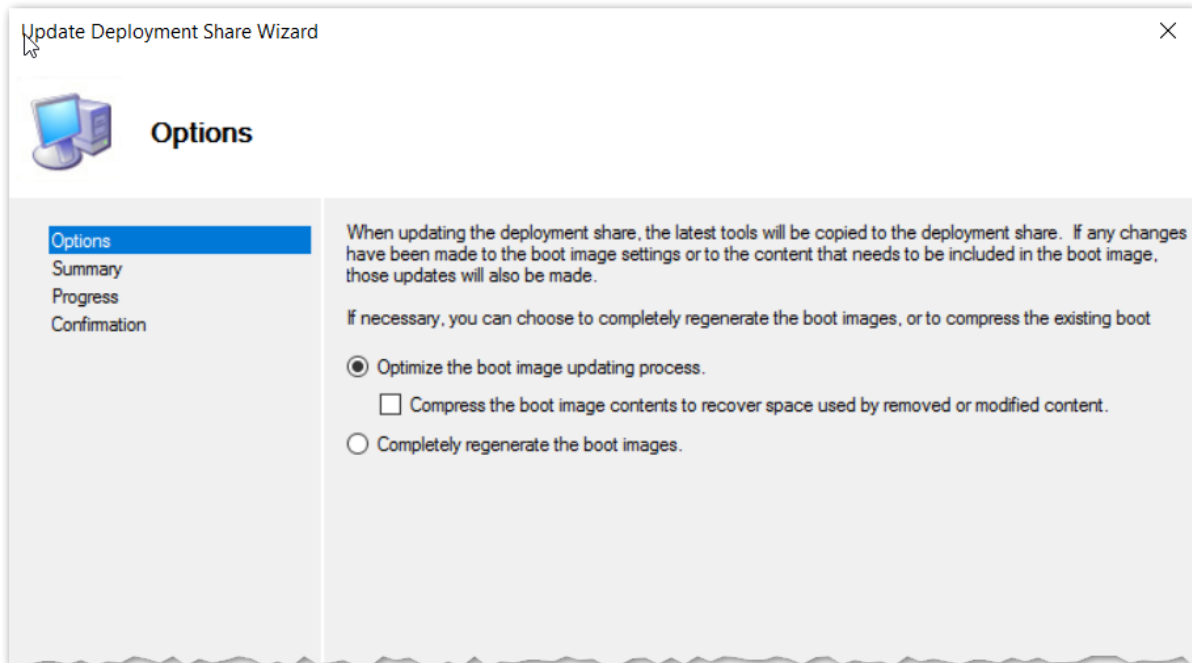 Update Deployment Share Wizard
Options
Options
Summary
Progress
Confirmation
When updating the deployment share, the latest tools will be copied to the deployment share.  If any changes
have been made to the boot image settings or to the content that needs to be included in the boot image,
those updates will also be made.
If necessary, you can choose to completely regenerate the boot images, or to compress the existing boot
Optimize the boot image updating process.
Compress the boot image contents to recover space used by removed or modified content.
Completely regenerate the boot images.